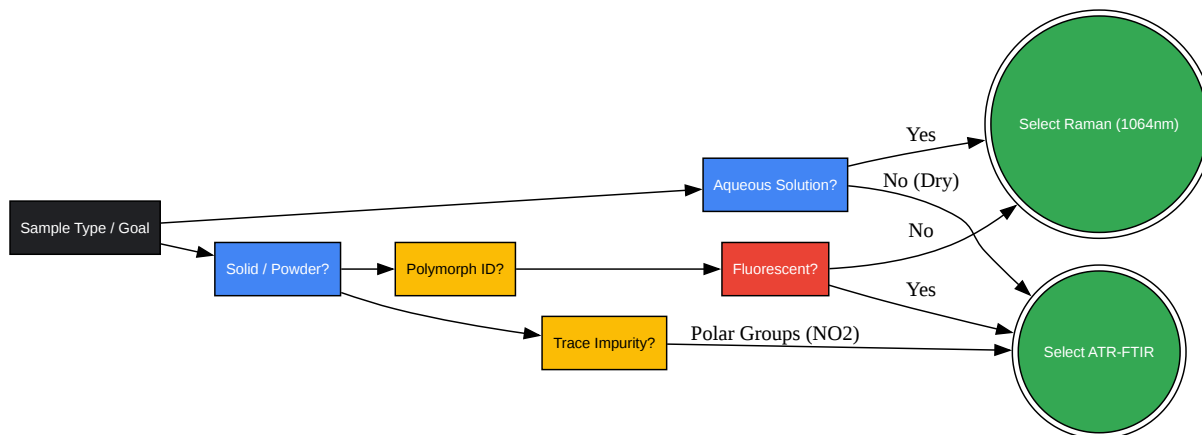 Select Raman (1064nm)
Yes
Aqueous Solution?
No (Dry)
Sample Type / Goal
No
Solid / Powder?
Polymorph ID?
Fluorescent?
Yes
Trace Impurity?
Polar Groups (NO2)
Select ATR-FTIR